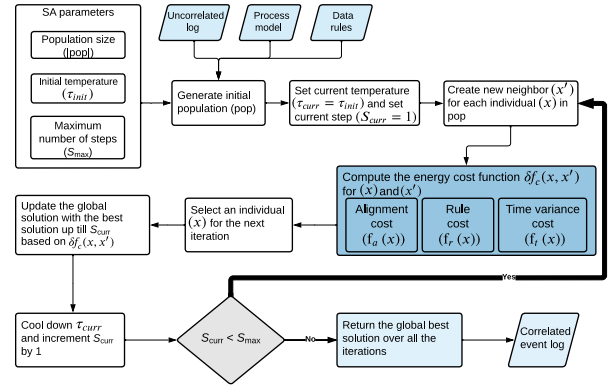 SA parameters
Population size
(|pop|)
Initial temperature
(τinit)
Maximum
number of steps
(Smax)
Uncorrelated
log
Process
model
Data
rules
Generate initial
population (pop)
Set current temperature
(τcurr = τinit) and set
current step (Scurr = 1)
Create new neighbor (x′)
for each individual (x) in
pop
Compute the energy cost function δfc(x, x′)
for (x) and (x′)
Alignment
cost
(fa (x))
Rule
cost
(fr (x))
Time variance
cost
(ft (x))
Select an individual
(x) for the next
iteration
Update the global
solution with the best
solution up till Scurr
based on δfc(x, x′)
Cool down τcurr
and increment Scurr
by 1
Scurr < Smax
Yes
No
Return the global best
solution over all the
iterations
Correlated
event log